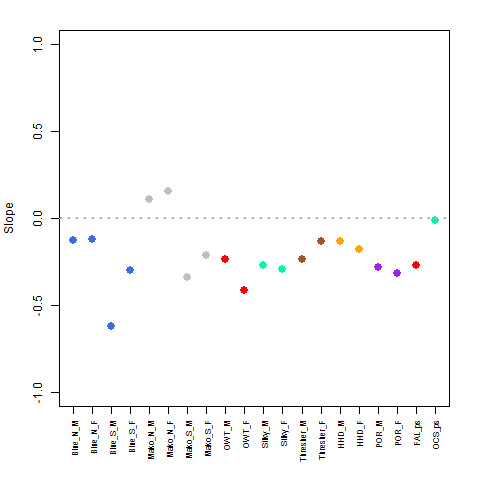 1.0
0.5
0.0
-0.5
-1.0
Slope
Blue_N_M
Blue_N_F
Blue_S_M
Blue_S_F
Mako_N_M
Mako_N_F
Mako_S_M
Mako_S_F
OWT_M
OWT_F
Silky_M
Silky_F
Thresher_M
Thresher_F
HHD_M
HHD_F
POR_M
POR_F
FAL_ps
OCS_ps